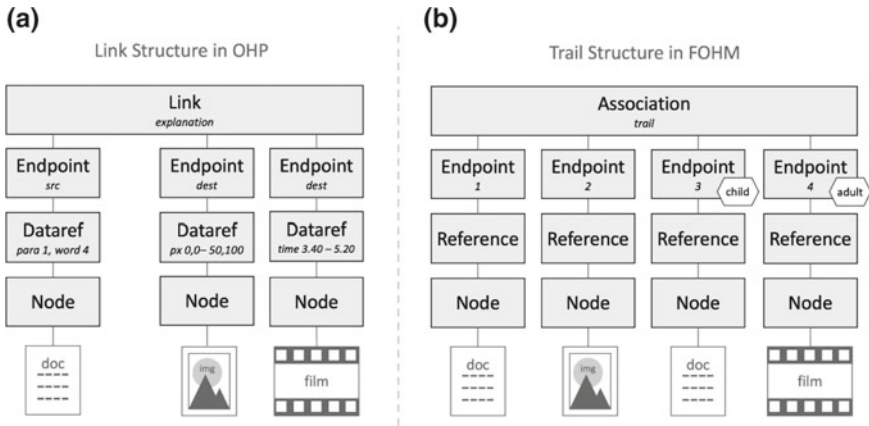 (a)
Link Structure in OHP
Link
explanation
Endpoint
src
Endpoint
dest
Endpoint
dest
Dataref
para 1, word 4
Dataref
px 0,0– 50,100
Dataref
time 3.40 – 5.20
Node
Node
Node
doc
img
film
(b)
Trail Structure in FOHM
Association
trail
Endpoint
1
Endpoint
2
Endpoint
3
child
Endpoint
4
adult
Reference
Reference
Reference
Reference
Node
Node
Node
Node
doc
img
doc
film